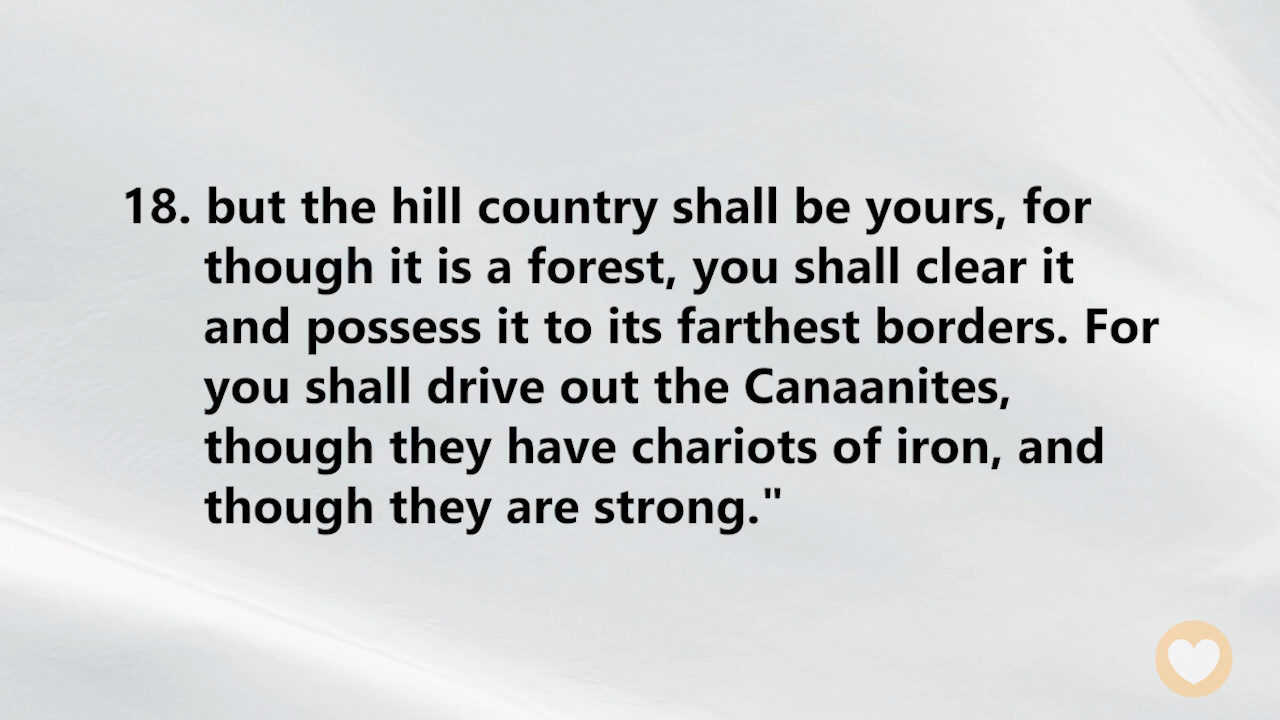 18. but the hill country shall be yours, for
though it is a forest, you shall clear it
and possess it to its farthest borders. For
you shall drive out the Canaanites,
though they have chariots of iron, and
though they are strong."